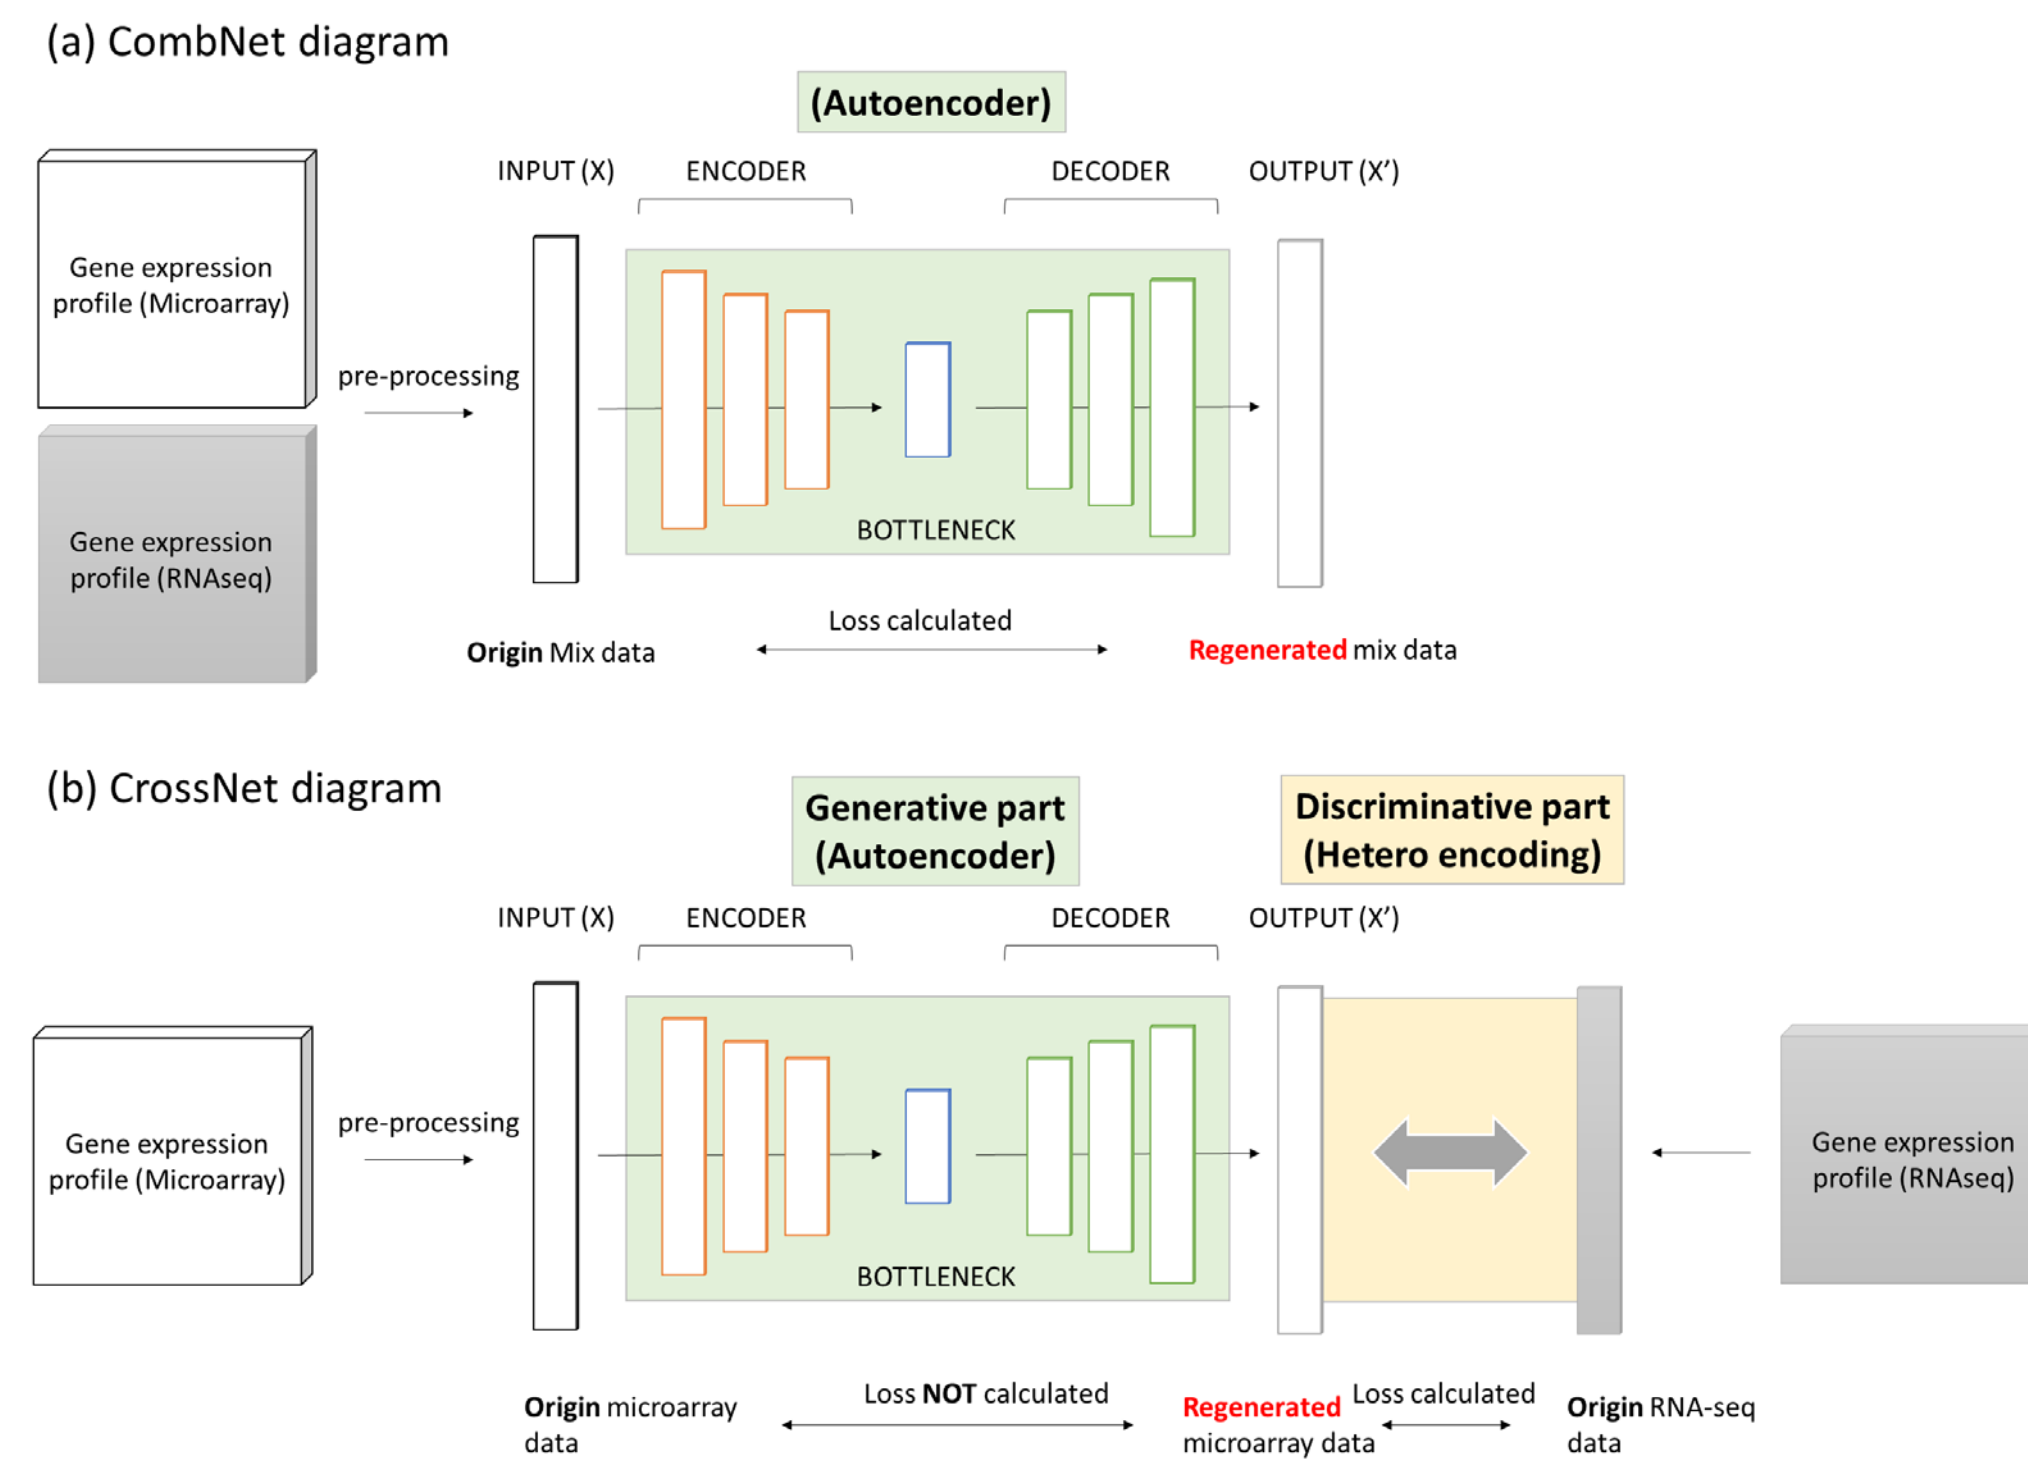 (a) CombNet diagram
(Autoencoder)
INPUT (X)
ENCODER
DECODER
OUTPUT (X’)
Gene expression
profile (Microarray)
pre-processing
Gene expression
profile (RNAseq)
BOTTLENECK
Loss calculated
Origin Mix data
Regenerated mix data
(b) CrossNet diagram
Generative part
(Autoencoder)
Discriminative part
(Hetero encoding)
INPUT (X)
ENCODER
DECODER
OUTPUT (X’)
Gene expression
profile (Microarray)
pre-processing
Gene expression
profile (RNAseq)
BOTTLENECK
Origin microarray
data
Loss NOT calculated
Regenerated
microarray data
Loss calculated
Origin RNA-seq
data